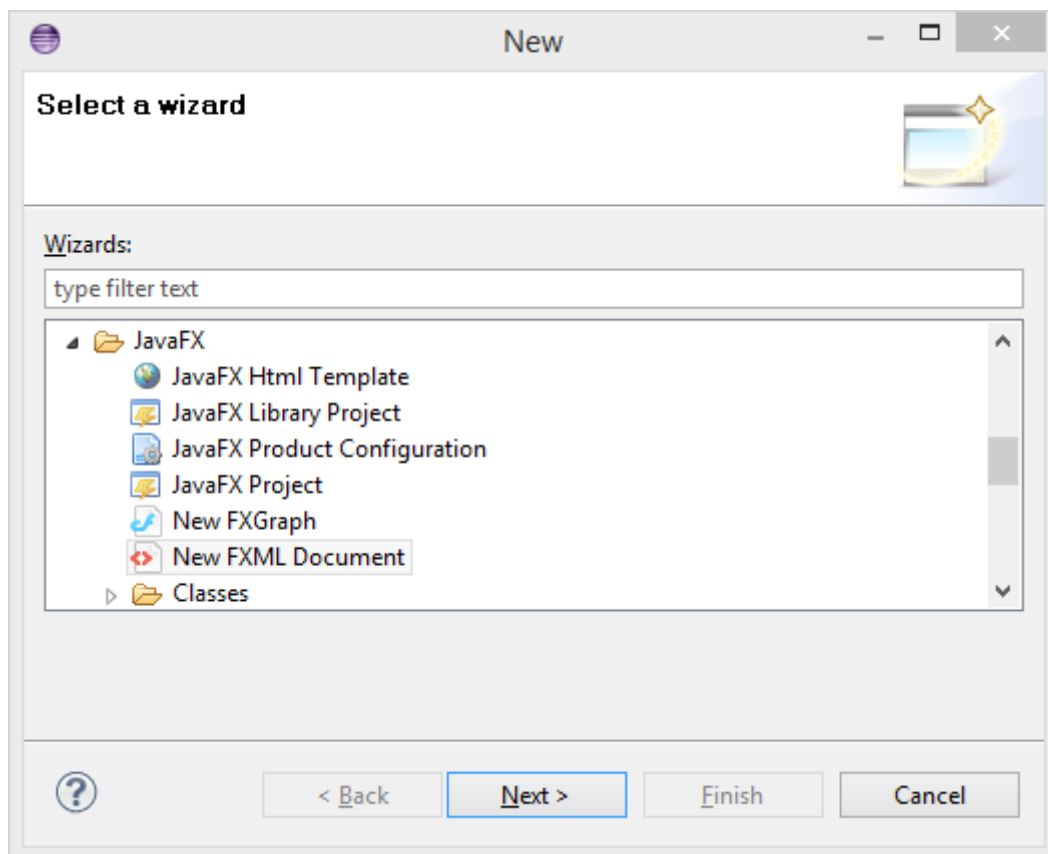 New
Select a wizard
Wizards:
type filter text
JavaFX
JavaFX Html Template
JavaFX Library Project
JavaFX Product Configuration
JavaFX Project
New FXGraph
New FXML Document
Classes
< Back Next > Finish Cancel